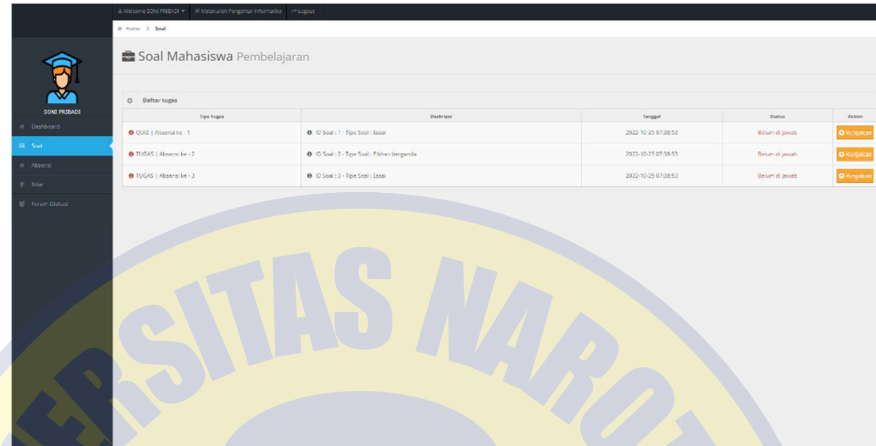 Welcome SONI PRIBADI Matakuliah Pengantar Informatika Logout
Home > Soal
Soal Mahasiswa Pembelajaran
SONI PRIBADI
Dashboard
Soal
Absensi
Nilai
Forum Diskusi
Daftar tugas
Tipe Tugas Deskripsi Tanggal Status Action
QUIZ | Absensi ke - 1 ID Soal : 1 - Tipe Soal : Essai 2022-10-25 07:38:53 Belum di jawab Kerjakan
TUGAS | Absensi ke - 2 ID Soal : 2 - Tipe Soal : Pilihan berganda 2022-10-25 07:38:53 Belum di jawab Kerjakan
TUGAS | Absensi ke - 3 ID Soal : 3 - Tipe Soal : Essai 2022-10-25 07:38:53 Belum di jawab Kerjakan
ERSITAS NARO